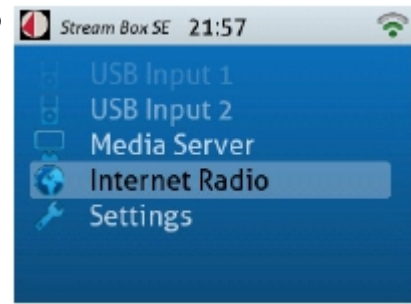 Stream Box SE 21:57
USB Input 1
USB Input 2
Media Server
Internet Radio
Settings